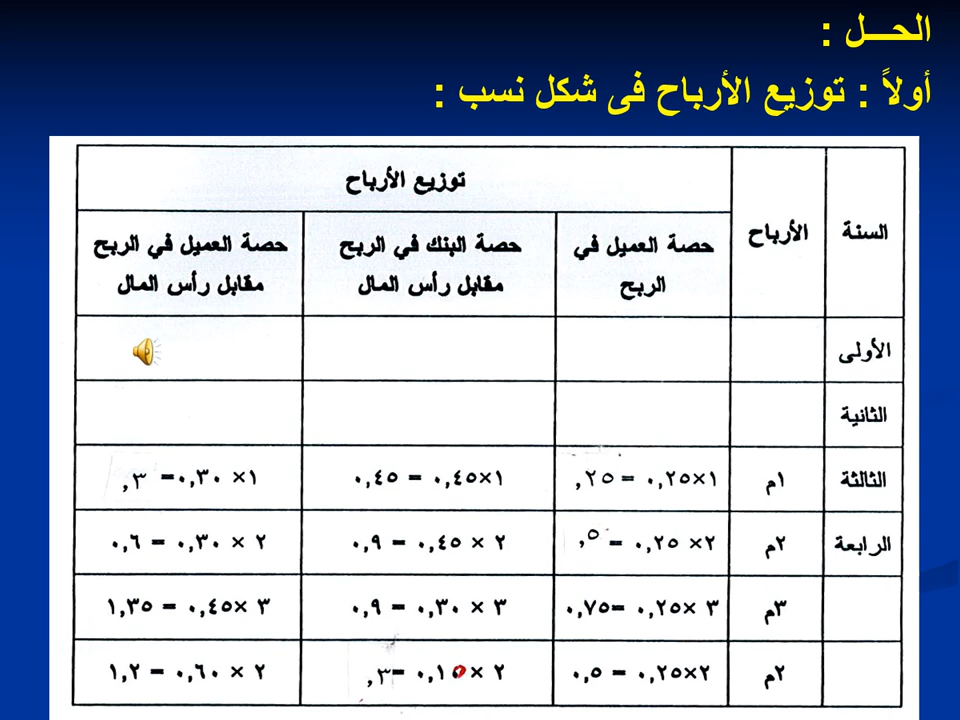 الحـــل :
أولاً : توزيع الأرباح فى شكل نسب :
السنة
الأرباح
توزيع الأرباح
حصة العميل في
الربح
حصة البنك في الربح
مقابل رأس المال
حصة العميل في الربح
مقابل رأس المال
الأولى
الثانية
الثالثة
١م
١×٠,٢٥ = ,٢٥
١×٠,٤٥ = ٠,٤٥
١× ٠,٣٠= ,٣
الرابعة
٢م
٢× ٠,٢٥ = ,٥
٢ × ٠,٤٥ = ٠,٩
٢ × ٠,٣٠ = ٠,٦
٣م
٣ ×٠,٢٥= ٠,٧٥
٣ × ٠,٣٠ = ٠,٩
٣ ×٠,٤٥ = ١,٣٥
٢م
٢×٠,٢٥ = ٠,٥
٢ × ٠,١٥= ,٣
٢ × ٠,٦٠ = ١,٢